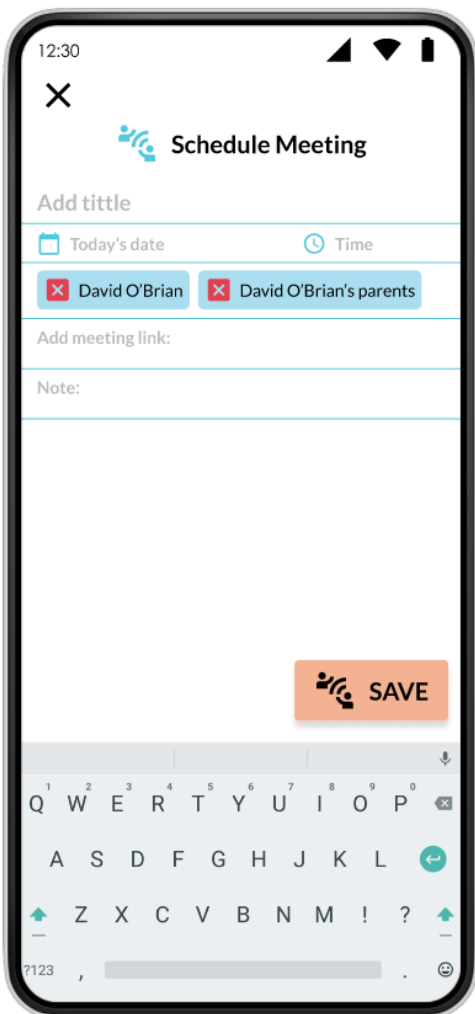 12:30
Schedule Meeting
Add tittle
Today's date Time
David O'Brian David O'Brian's parents
Add meeting link:
Note:
SAVE
1 2 3 4 5 6 7 8 9 0
Q W E R T Y U I O P
A S D F G H J K L
Z X C V B N M ! ?
?123 , .